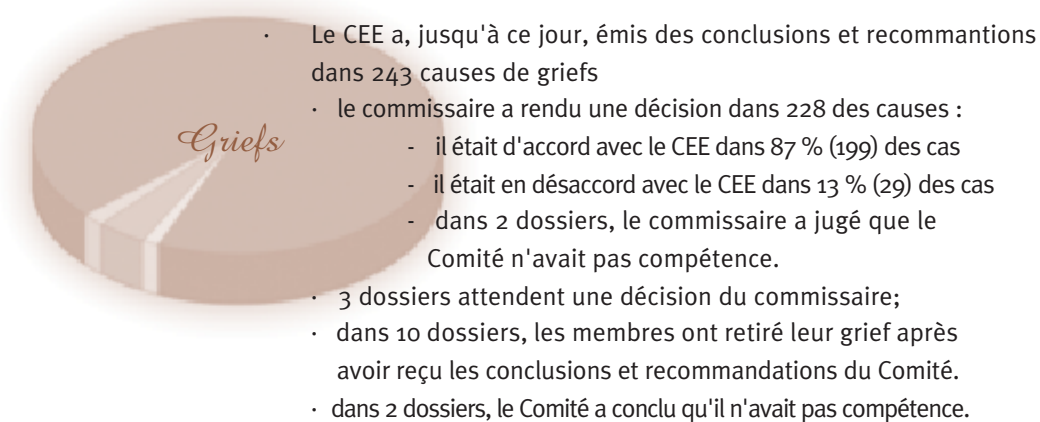 · Le CEE a, jusqu'à ce jour, émis des conclusions et recommantions
dans 243 causes de griefs
· le commissaire a rendu une décision dans 228 des causes :
Griefs
- il était d'accord avec le CEE dans 87 % (199) des cas
- il était en désaccord avec le CEE dans 13 % (29) des cas
- dans 2 dossiers, le commissaire a jugé que le
Comité n'avait pas compétence.
· 3 dossiers attendent une décision du commissaire;
· dans 10 dossiers, les membres ont retiré leur grief après
avoir reçu les conclusions et recommandations du Comité.
· dans 2 dossiers, le Comité a conclu qu'il n'avait pas compétence.